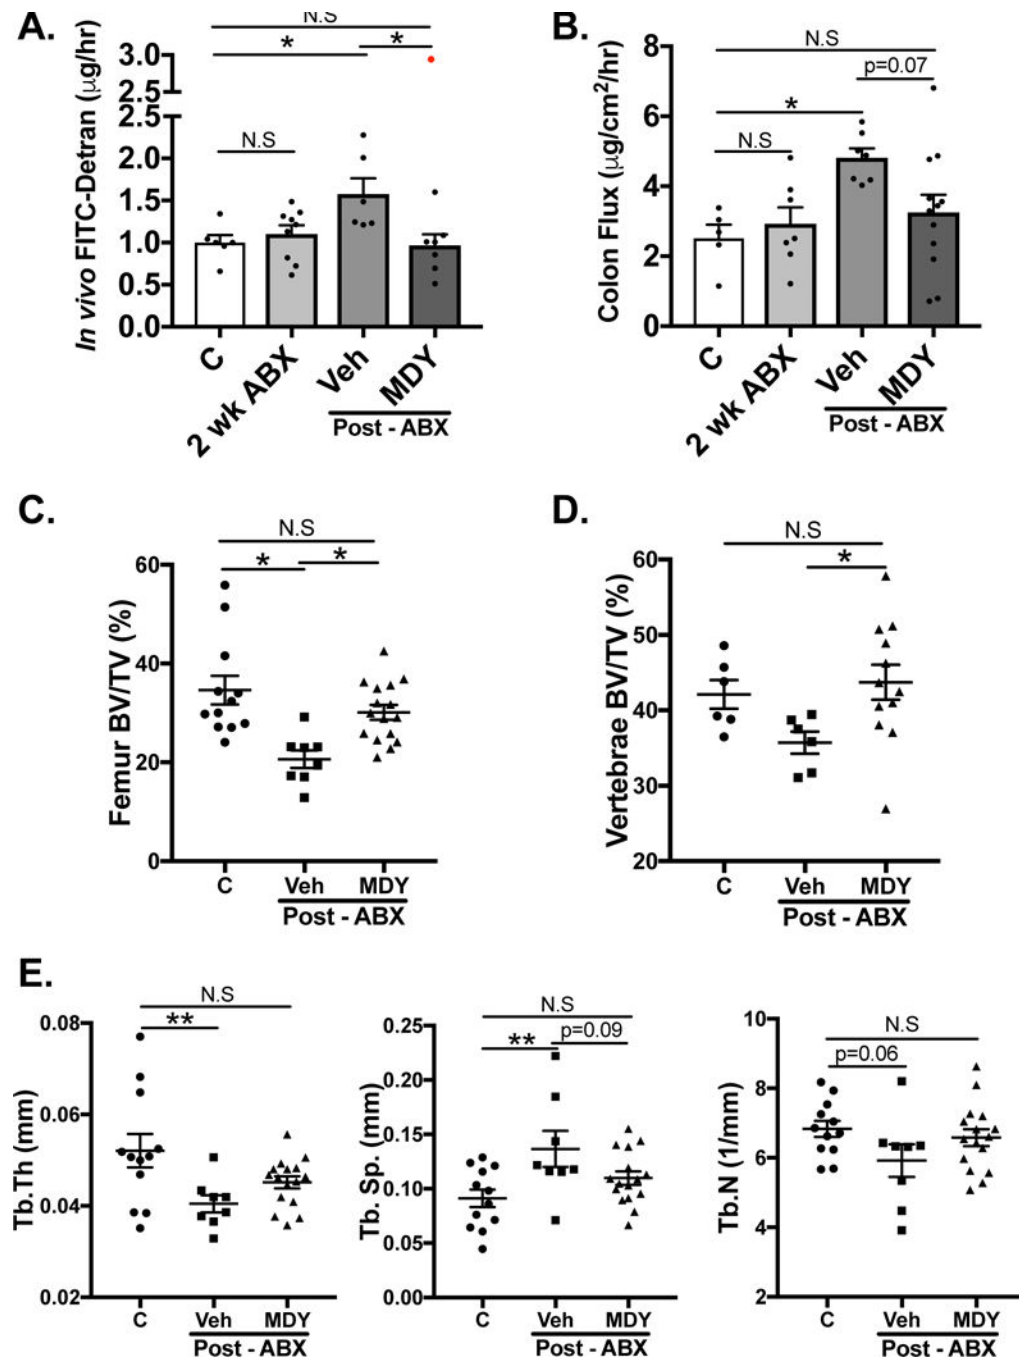 A.
N.S
* *
N.S
In vivo FITC-Detran (µg/hr)
3.0
2.5
2.0
1.5
1.0
0.5
0.0
C
2 wk ABX
Veh
MDY
Post - ABX
B.
N.S
p=0.07
*
N.S
Colon Flux (µg/cm2/hr)
8
6
4
2
0
C
2 wk ABX
Veh
MDY
Post - ABX
C.
N.S
* *
Femur BV/TV (%)
60
40
20
0
C Veh MDY
Post - ABX
D.
N.S
*
Vertebrae BV/TV (%)
60
50
40
30
20
C Veh MDY
Post - ABX
E.
N.S
**
Tb.Th (mm)
0.08
0.06
0.04
0.02
C Veh MDY
Post - ABX
N.S
** p=0.09
Tb. Sp. (mm)
0.25
0.20
0.15
0.10
0.05
0.00
C Veh MDY
Post - ABX
N.S
p=0.06
Tb.N (1/mm)
10
8
6
4
2
C Veh MDY
Post - ABX